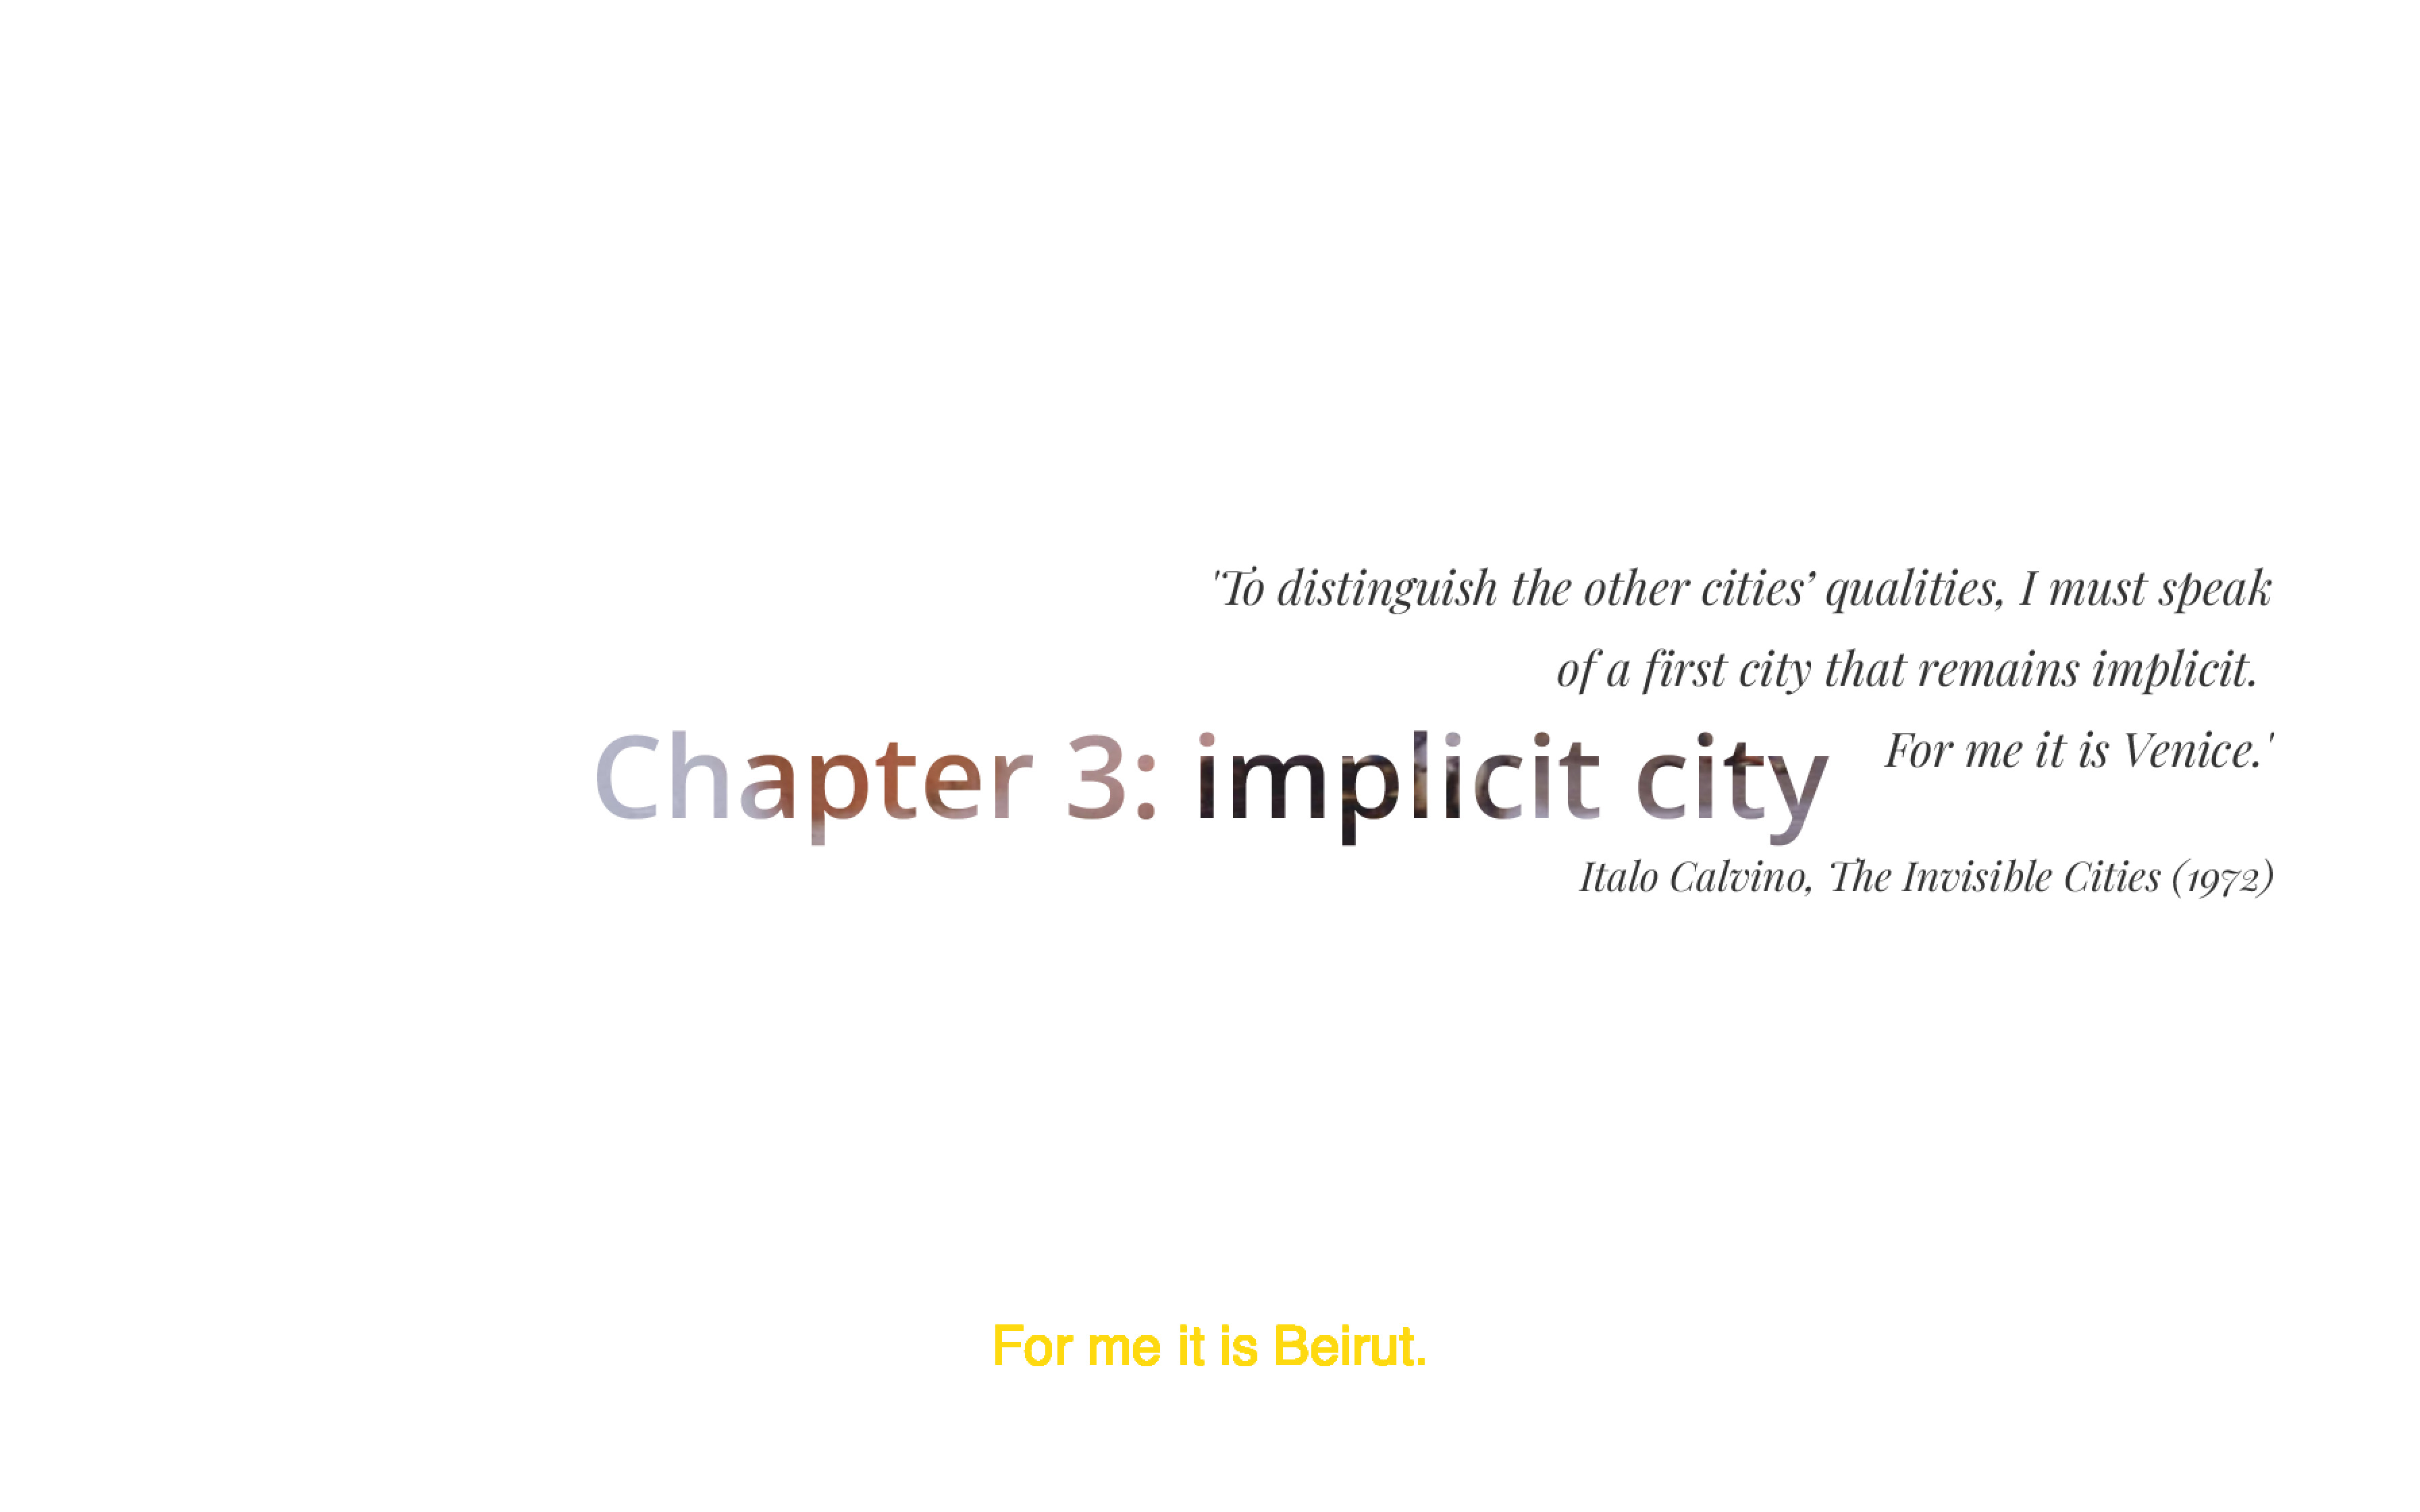 'To distinguish the other cities’ qualities, I must speak
of a first city that remains implicit.
For me it is Venice.'
Chapter 3: implicit city
Italo Calvino, The Invisible Cities (1972)
For me it is Beirut.